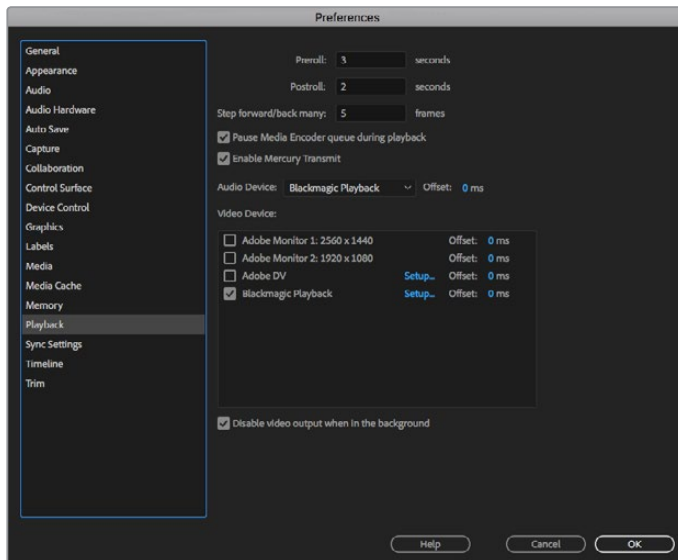 Preferences
General
Appearance
Audio
Audio Hardware
Auto Save
Capture
Collaboration
Control Surface
Device Control
Graphics
Labels
Media
Media Cache
Memory
Playback
Sync Settings
Timeline
Trim
Preroll: 3 seconds
Postroll: 2 seconds
Step forward/back many: 5 frames
Pause Media Encoder queue during playback
Enable Mercury Transmit
Audio Device: Blackmagic Playback Offset: 0 ms
Video Device:
Adobe Monitor 1: 2560 x 1440 Offset: 0 ms
Adobe Monitor 2: 1920 x 1080 Offset: 0 ms
Adobe DV Setup... Offset: 0 ms
Blackmagic Playback Setup... Offset: 0 ms
Disable video output when in the background
Help Cancel OK